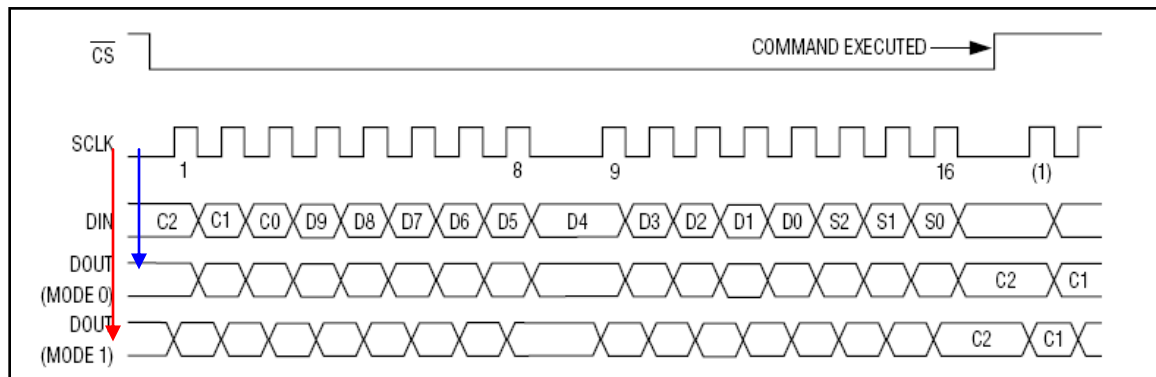 CS COMMAND EXECUTED
SCLK
1 8 9 16 (1)
DIN C2 C1 C0 D9 D8 D7 D6 D5 D4 D3 D2 D1 D0 S2 S1 S0
DOUT
(MODE 0) C2 C1
DOUT
(MODE 1) C2 C1